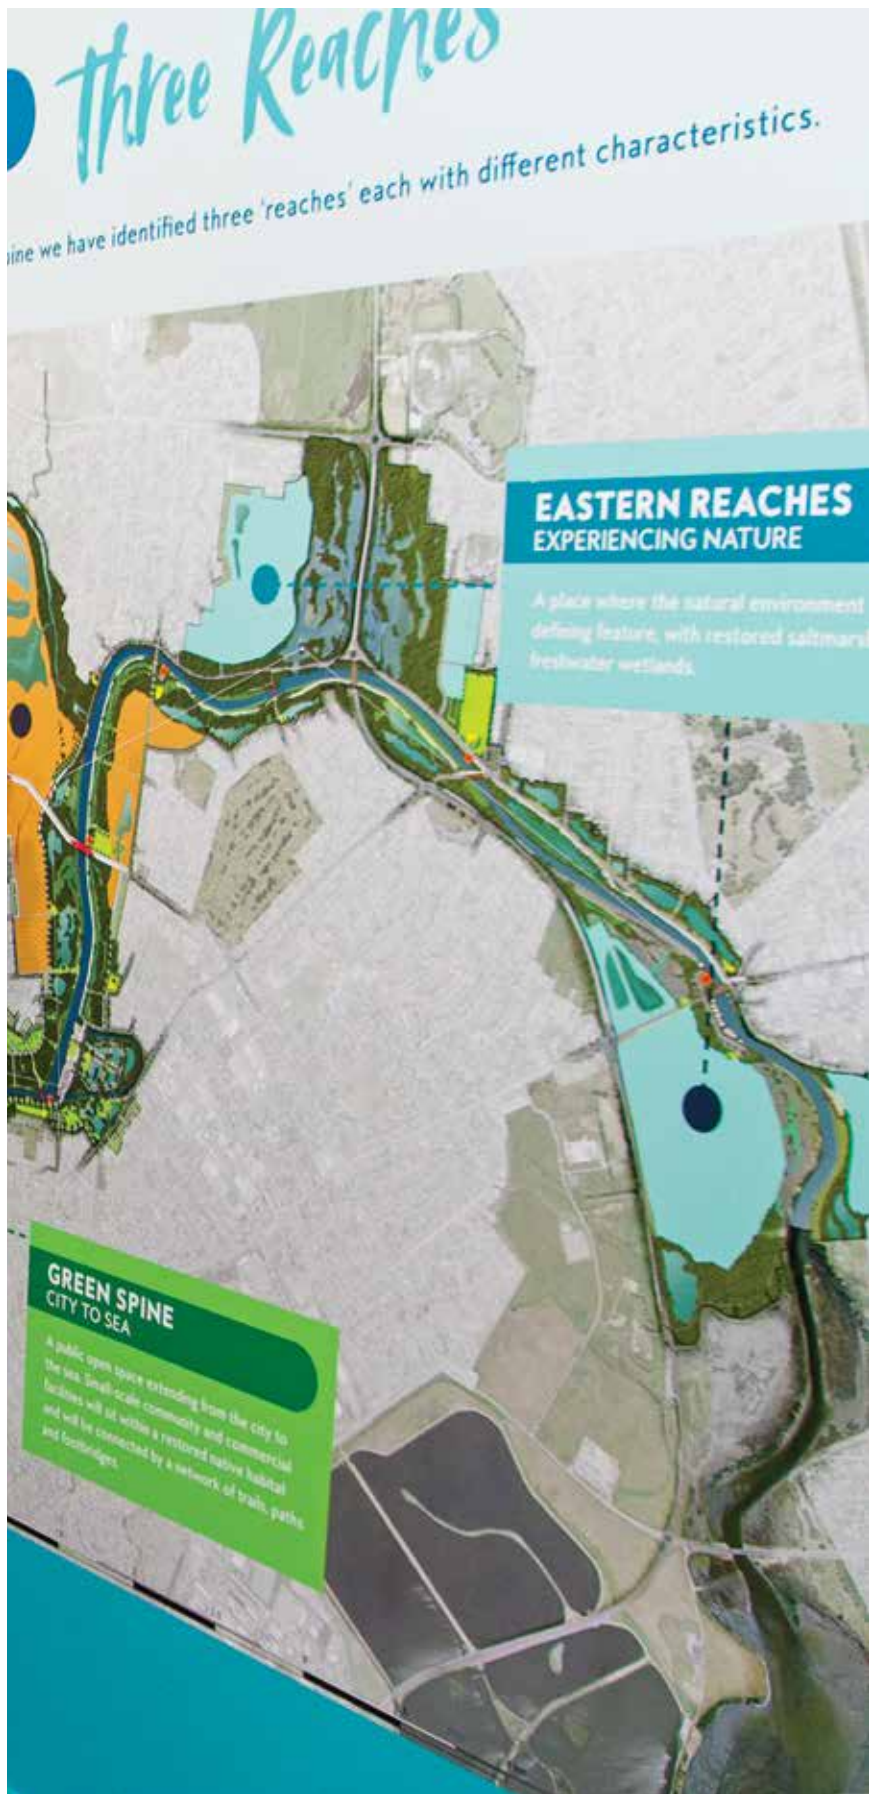 Three Reaches
we have identified three 'reaches' each with different characteristics.
EASTERN REACHES
EXPERIENCING NATURE
A place where the natural environment
defining feature, with restored
freshwater wetlands.
GREEN SPINE
CITY TO SEA
A public open space extending from the city to
the sea. Small-scale community and commercial
facilities will sit within a restored native habitat
and will be connected by a network of trails, paths
and footbridges.